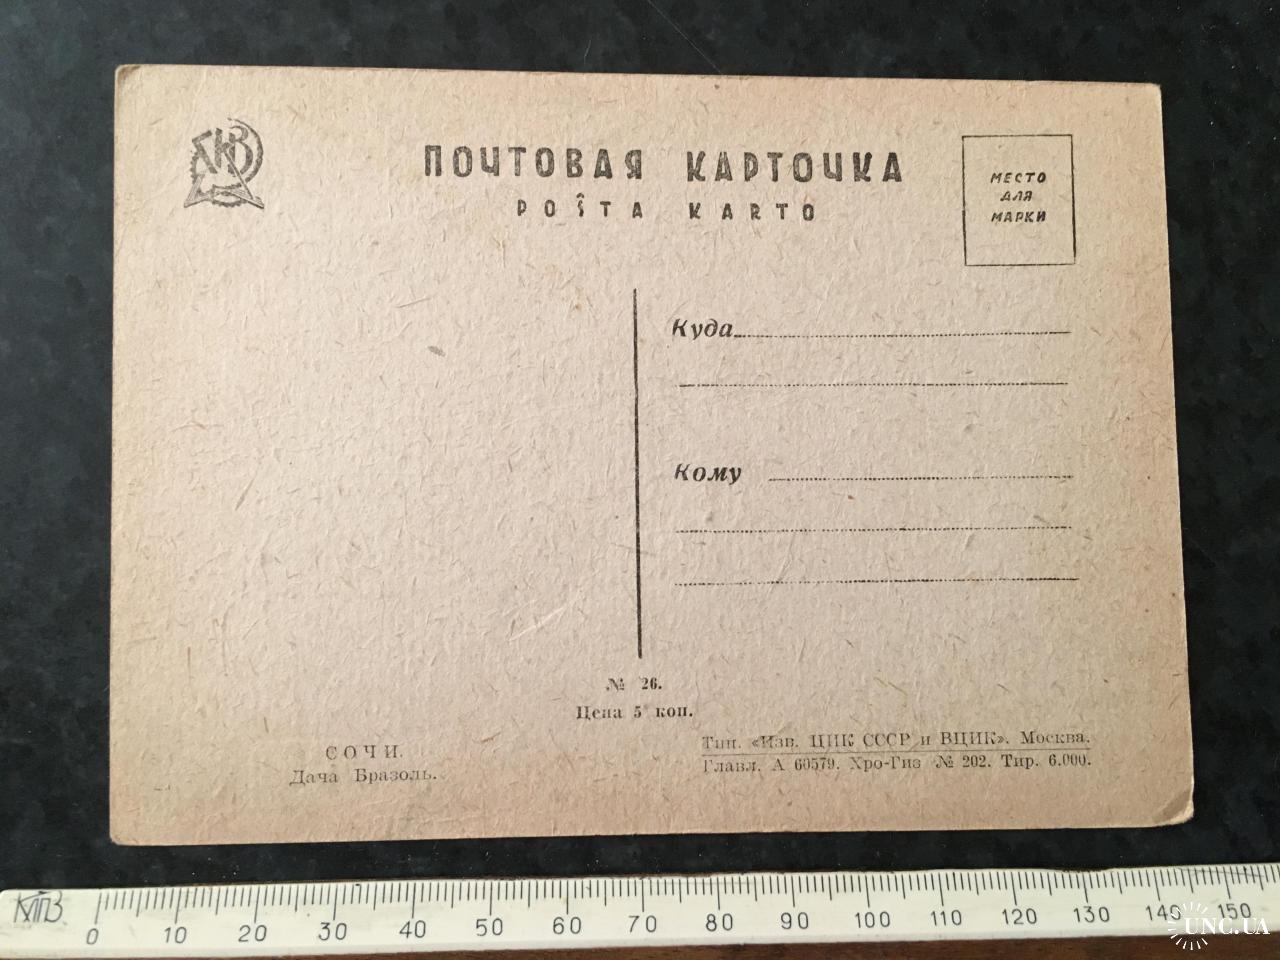 АКВ
ПОЧТОВАЯ КАРТОЧКА
POŜTA KARTO
МЕСТО
ДЛЯ
МАРКИ
Куда
Кому
№ 26.
Цена 5 коп.
СОЧИ.
Дача Бразоль.
Тип. «Изв. ЦИК СССР и ВЦИК». Москва.
Главл. А 60579. Хро-Гиз № 202. Тир. 6.000.
0 10 20 30 40 50 60 70 80 90 100 110 120 130 140 150
UNC.UA